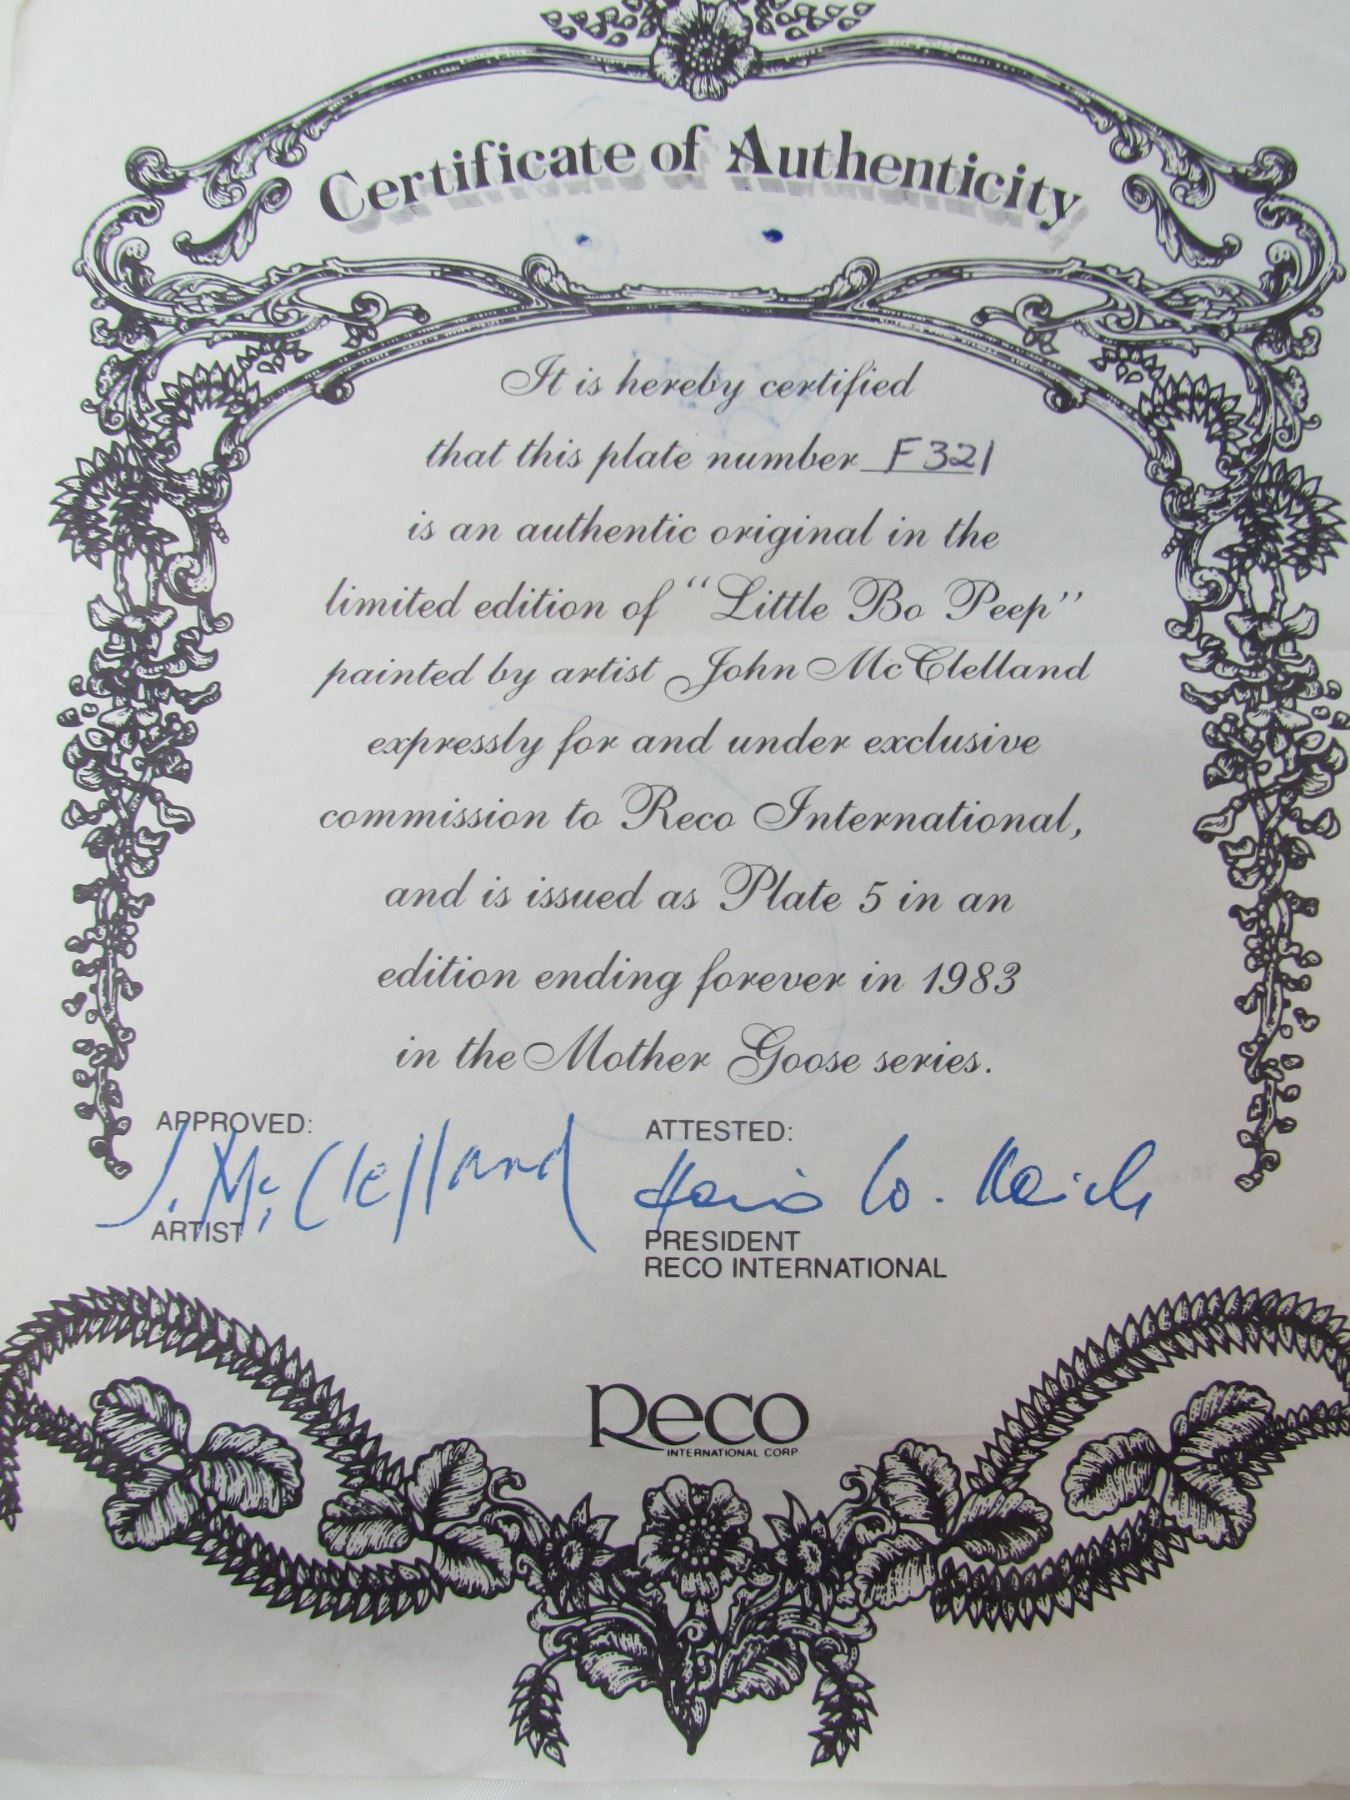 Certificate of Authenticity
It is hereby certified
that this plate number F321
is an authentic original in the
limited edition of "Little Bo Peep"
painted by artist John McClelland
expressly for and under exclusive
commission to Reco International,
and is issued as Plate 5 in an
edition ending forever in 1983
in the Mother Goose series.
APPROVED:
J. McClelland
ARTIST
ATTESTED:
PRESIDENT
RECO INTERNATIONAL
Reco
INTERNATIONAL CORP